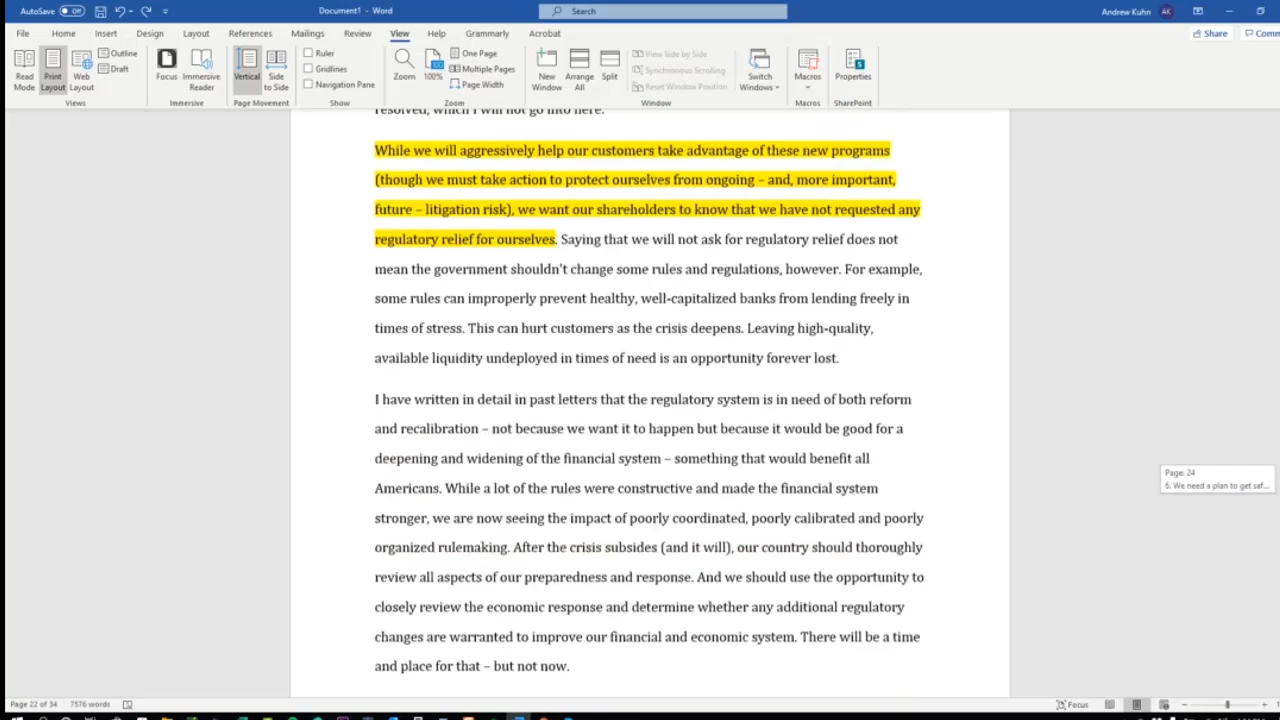 AutoSave Off Document1 - Word Search Andrew Kuhn AK
File Home Insert Design Layout References Mailings Review View Help Grammarly Acrobat Share Comm
Read Mode
Print Layout
Web Layout
Outline
Draft
Views
Focus
Immersive Reader
Immersive
Vertical
Side to Side
Page Movement
Ruler
Gridlines
Navigation Pane
Show
Zoom
100%
One Page
Multiple Pages
Page Width
Zoom
New Window
Arrange All
Split
View Side by Side
Synchronous Scrolling
Reset Window Position
Window
Switch Windows
Macros
Macros
Properties
SharePoint
resolved, which I will not go into here.
While we will aggressively help our customers take advantage of these new programs
(though we must take action to protect ourselves from ongoing – and, more important,
future – litigation risk), we want our shareholders to know that we have not requested any
regulatory relief for ourselves. Saying that we will not ask for regulatory relief does not
mean the government shouldn't change some rules and regulations, however. For example,
some rules can improperly prevent healthy, well-capitalized banks from lending freely in
times of stress. This can hurt customers as the crisis deepens. Leaving high-quality,
available liquidity undeployed in times of need is an opportunity forever lost.
I have written in detail in past letters that the regulatory system is in need of both reform
and recalibration – not because we want it to happen but because it would be good for a
deepening and widening of the financial system – something that would benefit all
Americans. While a lot of the rules were constructive and made the financial system
stronger, we are now seeing the impact of poorly coordinated, poorly calibrated and poorly
organized rulemaking. After the crisis subsides (and it will), our country should thoroughly
review all aspects of our preparedness and response. And we should use the opportunity to
closely review the economic response and determine whether any additional regulatory
changes are warranted to improve our financial and economic system. There will be a time
and place for that – but not now.
Page: 24
6. We need a plan to get saf...
Page 22 of 34 7576 words Focus